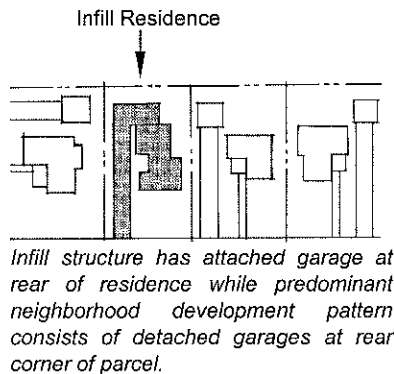 Infill Residence
Infill structure has attached garage at
rear of residence while predominant
neighborhood development pattern
consists of detached garages at rear
corner of parcel.